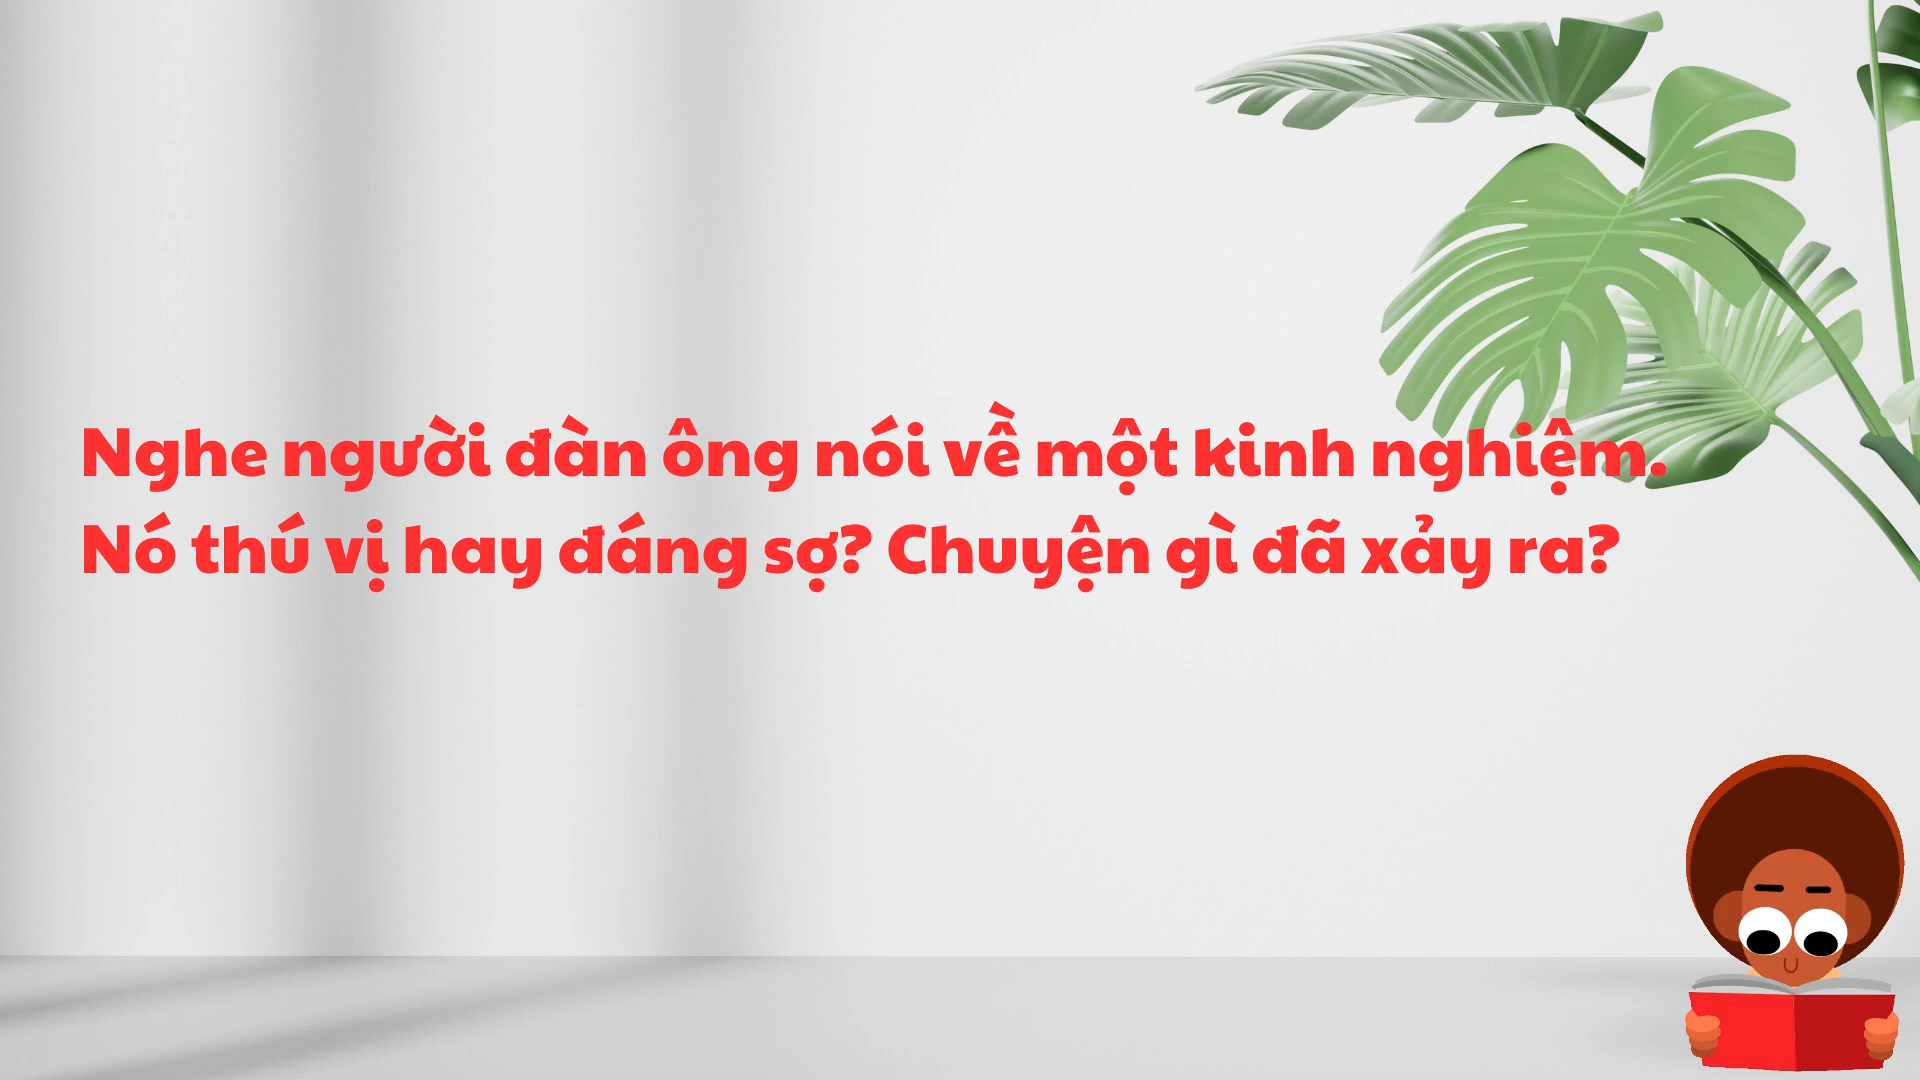 Nghe người đàn ông nói về một kinh nghiệm.
Nó thú vị hay đáng sợ? Chuyện gì đã xảy ra?